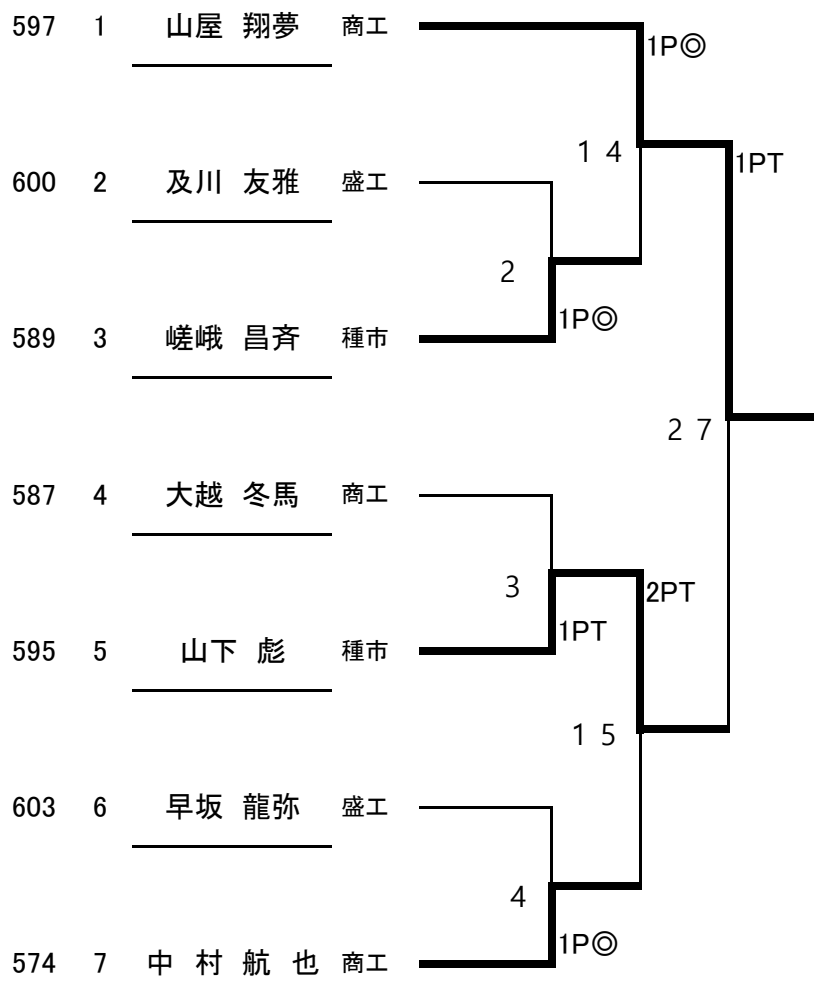 597 1 山屋 翔夢 商工
1P◎
1 4
1PT
600 2 及川 友雅 盛工
2
1P◎
589 3 嵯峨 昌斉 種市
2 7
587 4 大越 冬馬 商工
3
2PT
1PT
595 5 山下 彪 種市
1 5
603 6 早坂 龍弥 盛工
4
1P◎
574 7 中村航也 商工